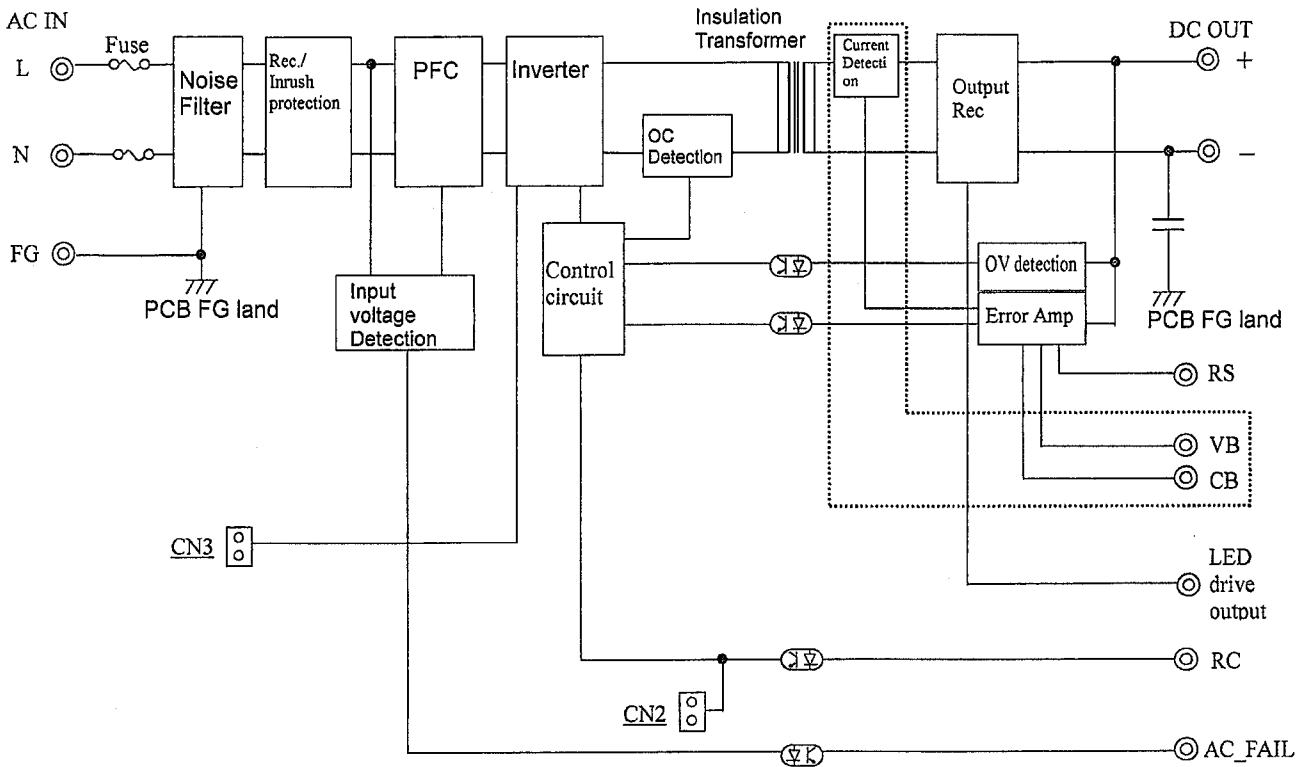 AC IN
L
N
FG
Fuse
Noise
Filter
Rec./
Inrush
protection
PFC
Inverter
Insulation
Transformer
OC
Detection
Current
Detecti
on
Output
Rec
DC OUT
+
−
PCB FG land
Input
voltage
Detection
Control
circuit
OV detection
Error Amp
PCB FG land
RS
VB
CB
CN3
LED
drive
output
RC
CN2
AC_FAIL